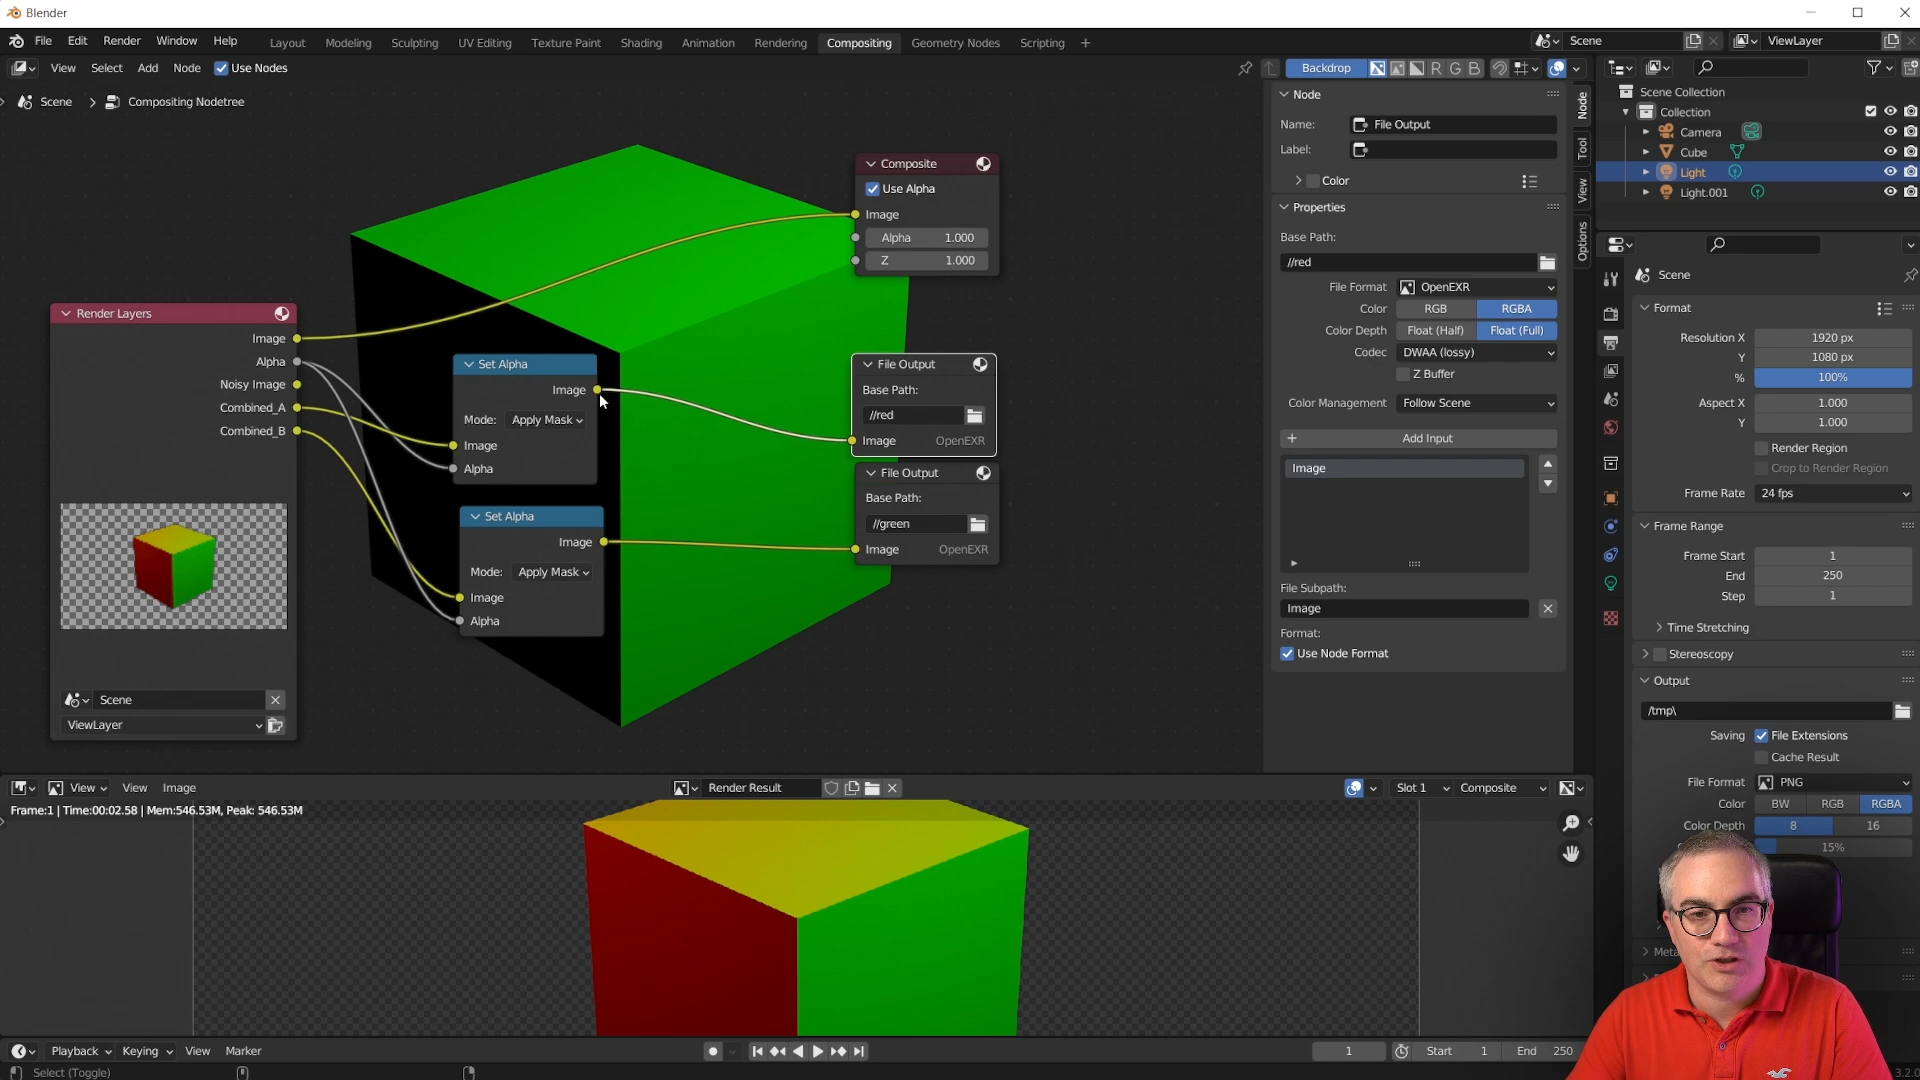 Blender
File Edit Render Window Help Layout Modeling Sculpting UV Editing Texture Paint Shading Animation Rendering Compositing Geometry Nodes Scripting +
Scene ViewLayer
View Select Add Node Use Nodes
Backdrop R G B
Scene > Compositing Nodetree
Render Layers
Image
Alpha
Noisy Image
Combined_A
Combined_B
Scene
ViewLayer
Set Alpha
Image
Mode: Apply Mask
Image
Alpha
Set Alpha
Image
Mode: Apply Mask
Image
Alpha
Composite
Use Alpha
Image
Alpha 1.000
Z 1.000
File Output
Base Path:
//red
Image OpenEXR
File Output
Base Path:
//green
Image OpenEXR
Node
Name: File Output
Label:
Color
Properties
Base Path:
//red
File Format OpenEXR
Color RGB RGBA
Color Depth Float (Half) Float (Full)
Codec DWAA (lossy)
Z Buffer
Color Management Follow Scene
+ Add Input
Image
File Subpath:
Image
Format:
Use Node Format
Node
Tool
View
Options
Scene Collection
Collection
Camera
Cube
Light
Light.001
Scene
Format
Resolution X 1920 px
Y 1080 px
% 100%
Aspect X 1.000
Y 1.000
Render Region
Crop to Render Region
Frame Rate 24 fps
Frame Range
Frame Start 1
End 250
Step 1
Time Stretching
Stereoscopy
Output
/tmp\
Saving File Extensions
Cache Result
File Format PNG
Color BW RGB RGBA
Color Depth 8 16
15%
View View Image Render Result Slot 1 Composite
Frame:1 | Time:00:02.58 | Mem:546.53M, Peak: 546.53M
Playback Keying View Marker 1 Start 1 End 250
Select (Toggle)
3.2.0